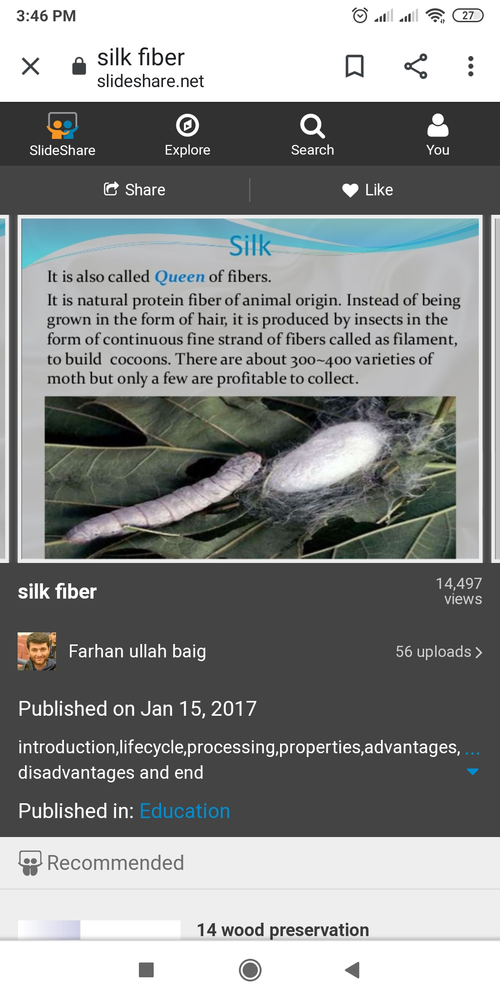 3:46 PM
27
silk fiber
slideshare.net
SlideShare
Explore
Search
You
Share
Like
Silk
It is also called Queen of fibers.
It is natural protein fiber of animal origin. Instead of being
grown in the form of hair, it is produced by insects in the
form of continuous fine strand of fibers called as filament,
to build cocoons. There are about 300~400 varieties of
moth but only a few are profitable to collect.
silk fiber
14,497
views
Farhan ullah baig
56 uploads
Published on Jan 15, 2017
introduction,lifecycle,processing,properties,advantages, ...
disadvantages and end
Published in: Education
Recommended
14 wood preservation